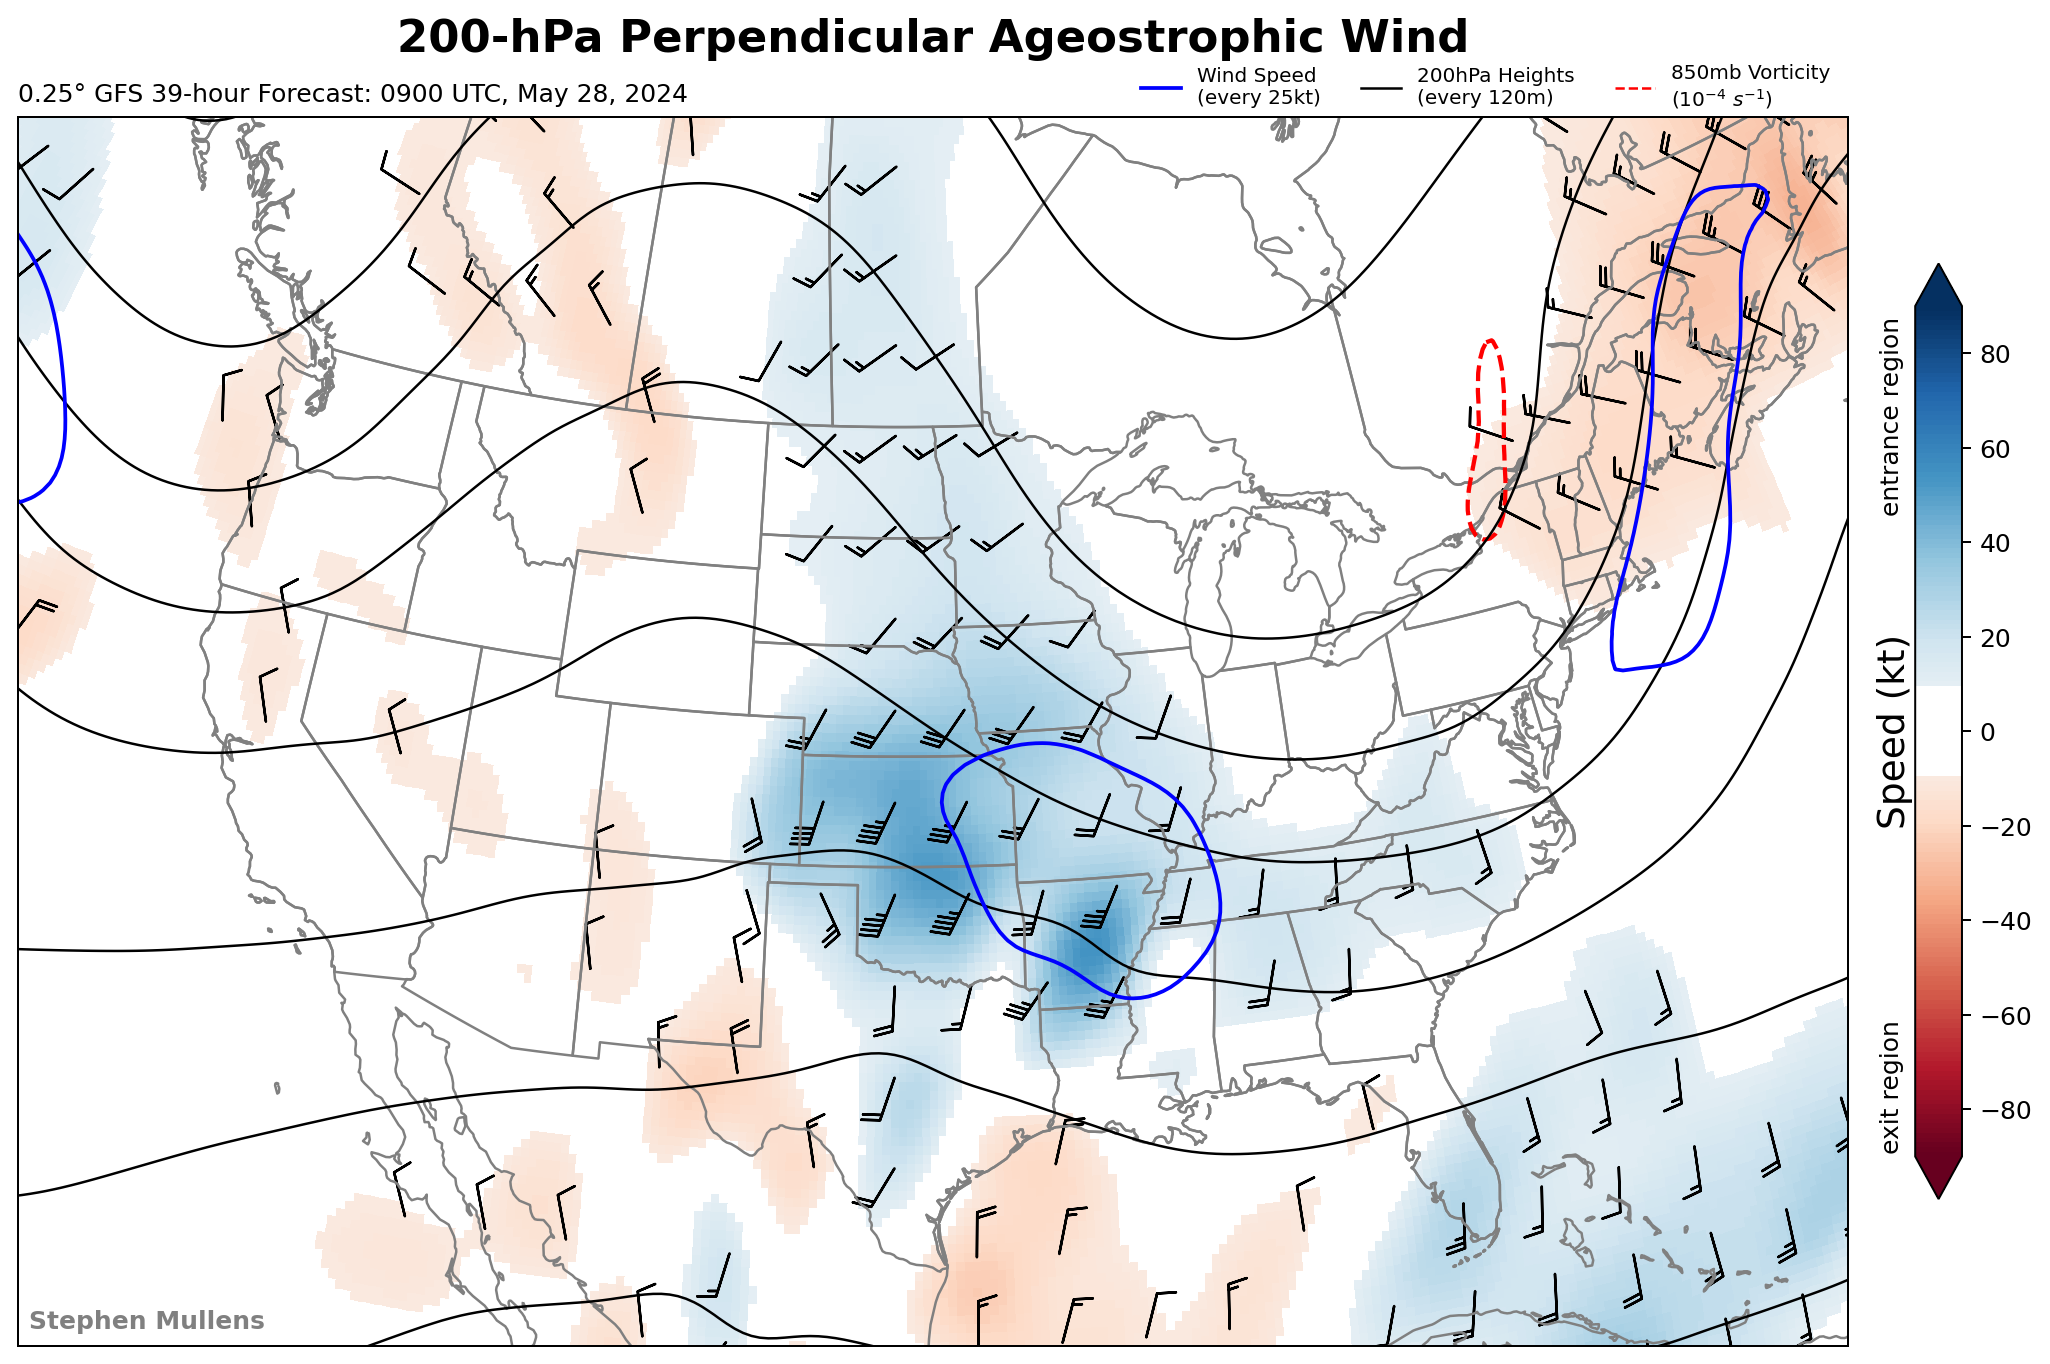 200-hPa Perpendicular Ageostrophic Wind
0.25° GFS 39-hour Forecast: 0900 UTC, May 28, 2024
Wind Speed
(every 25kt)
200hPa Heights
(every 120m)
850mb Vorticity
(10⁻⁴ s⁻¹)
entrance region
Speed (kt)
exit region
80
60
40
20
0
−20
−40
−60
−80
Stephen Mullens